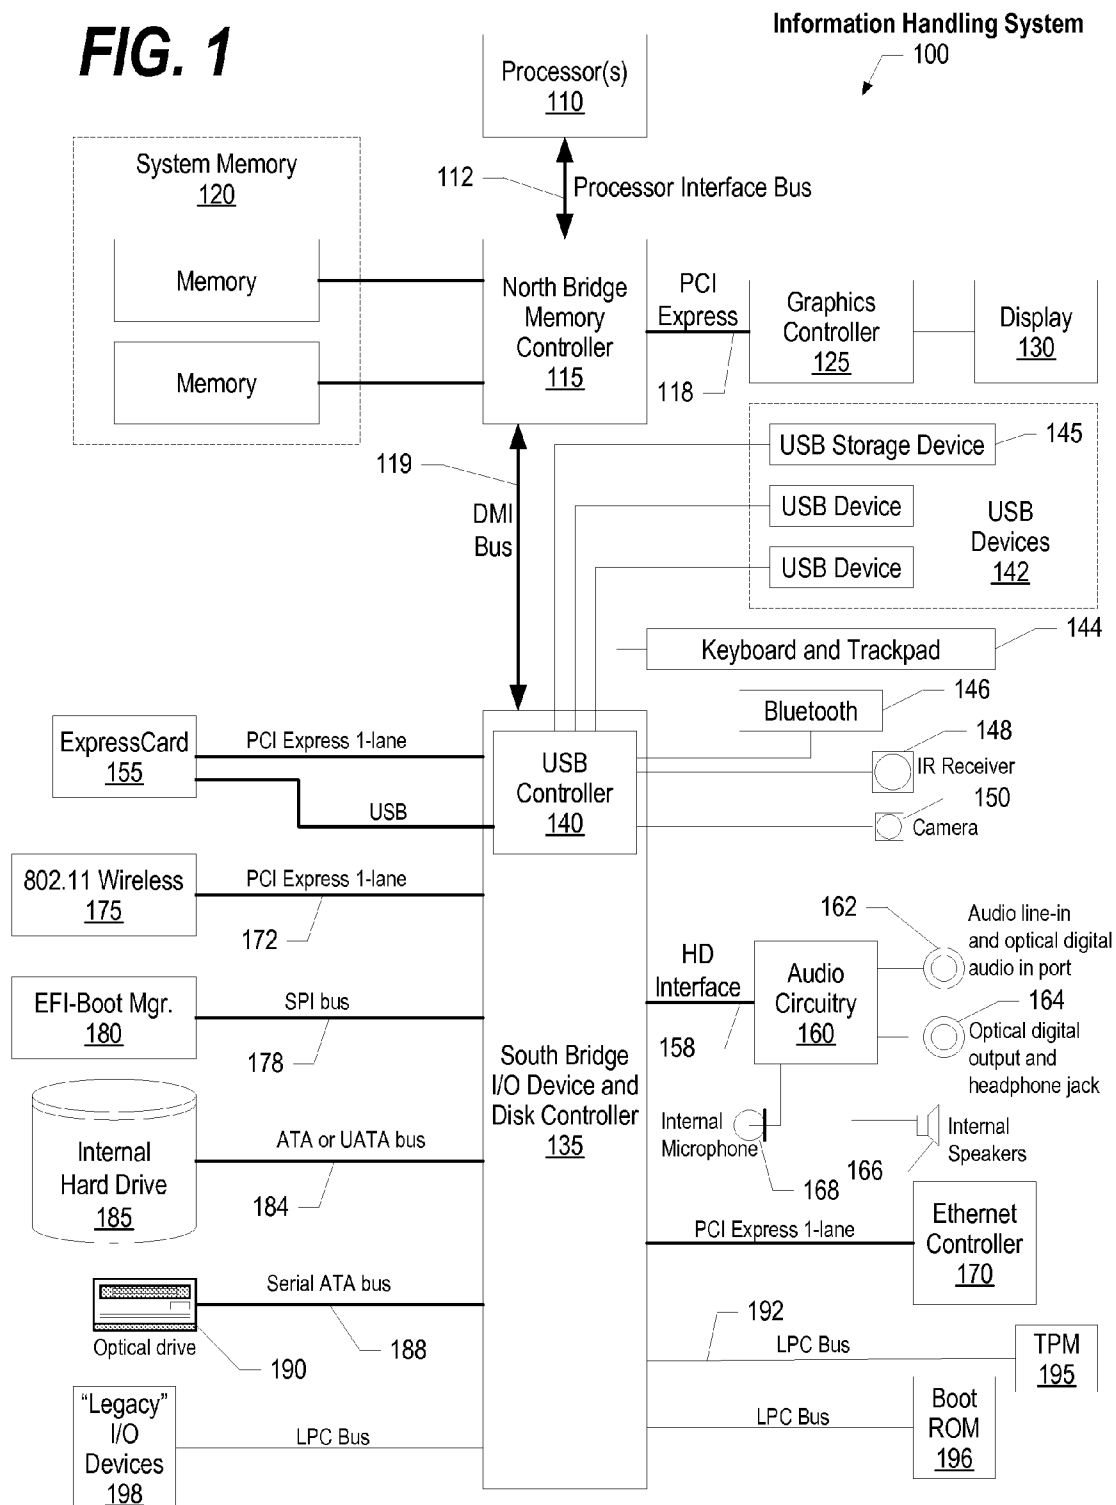 FIG. 1
Information Handling System
100
Processor(s)
110
112
Processor Interface Bus
System Memory
120
Memory
Memory
North Bridge
Memory
Controller
115
PCI
Express
118
Graphics
Controller
125
Display
130
119
DMI
Bus
USB Storage Device
145
USB Device
USB Device
USB
Devices
142
144
Keyboard and Trackpad
146
Bluetooth
148
IR Receiver
150
Camera
ExpressCard
155
PCI Express 1-lane
USB
USB
Controller
140
802.11 Wireless
175
PCI Express 1-lane
172
EFI-Boot Mgr.
180
SPI bus
178
South Bridge
I/O Device and
Disk Controller
135
HD
Interface
158
Audio
Circuitry
160
162
Audio line-in
and optical digital
audio in port
164
Optical digital
output and
headphone jack
Internal
Microphone
168
166
Internal
Speakers
Internal
Hard Drive
185
ATA or UATA bus
184
PCI Express 1-lane
Ethernet
Controller
170
Serial ATA bus
188
Optical drive
190
192
LPC Bus
TPM
195
"Legacy"
I/O
Devices
198
LPC Bus
LPC Bus
Boot
ROM
196